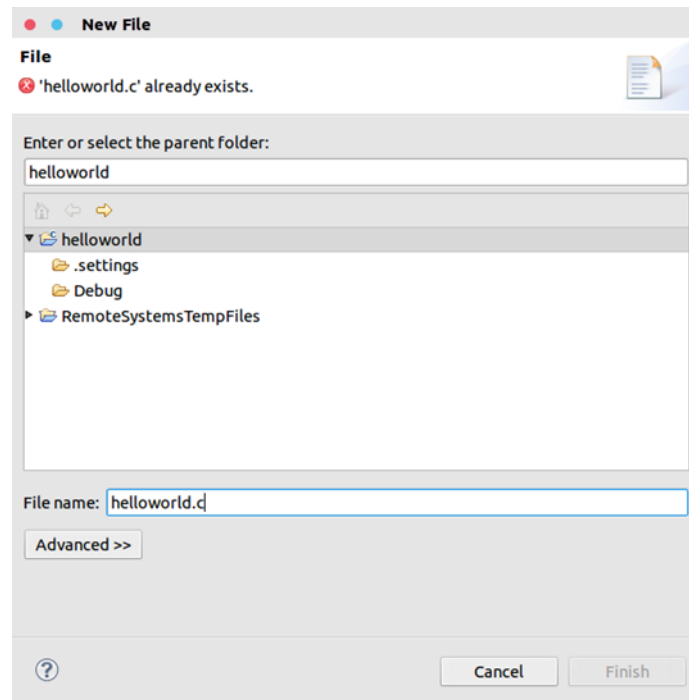 New File
File
'helloworld.c' already exists.
Enter or select the parent folder:
helloworld
helloworld
.settings
Debug
RemoteSystemsTempFiles
File name: helloworld.c
Advanced >>
Cancel Finish